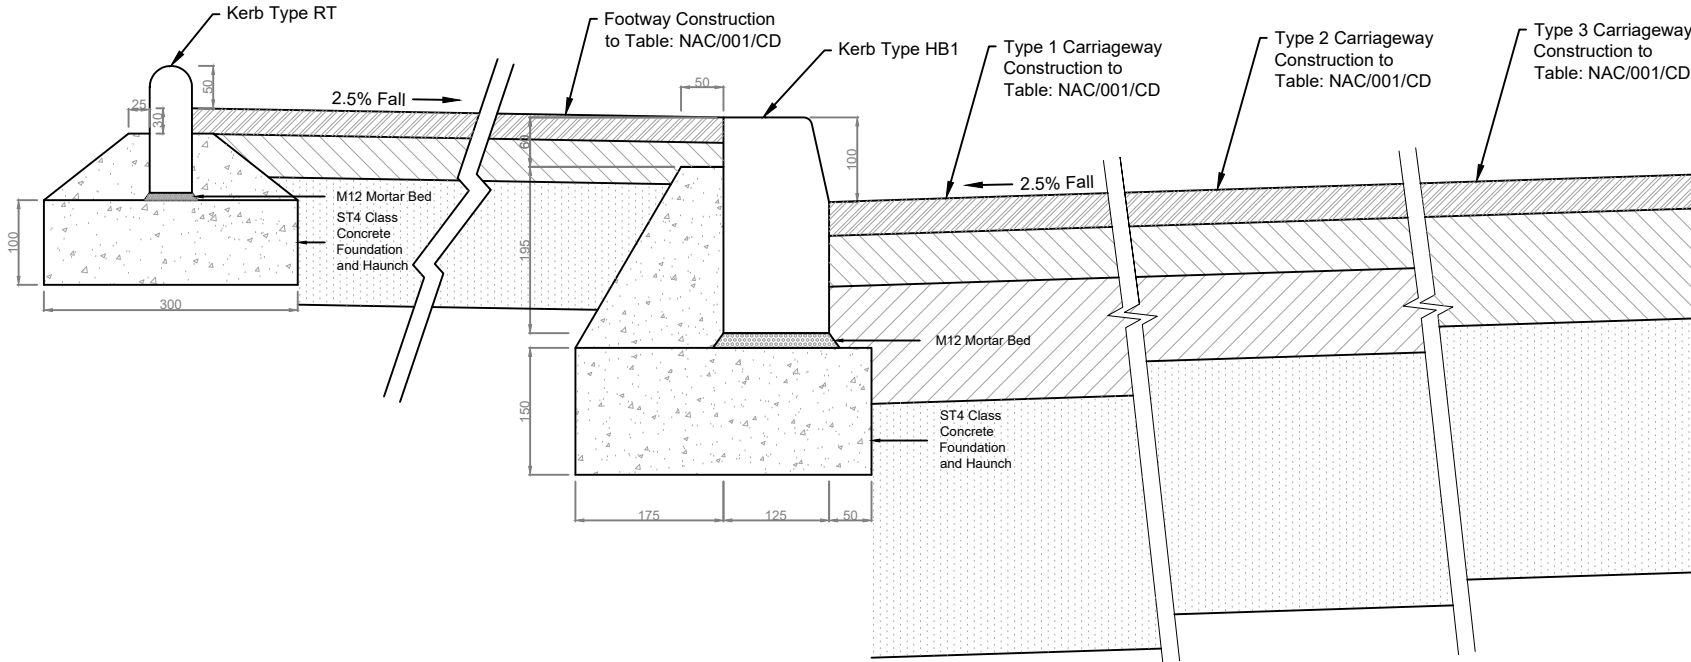 Kerb Type RT
Footway Construction
to Table: NAC/001/CD
Kerb Type HB1
Type 1 Carriageway
Construction to
Table: NAC/001/CD
Type 2 Carriageway
Construction to
Table: NAC/001/CD
Type 3 Carriageway
Construction to
Table: NAC/001/CD
50
25
30
2.5% Fall
50
60
100
2.5% Fall
M12 Mortar Bed
ST4 Class
Concrete
Foundation
and Haunch
100
300
195
M12 Mortar Bed
150
ST4 Class
Concrete
Foundation
and Haunch
175
125
50